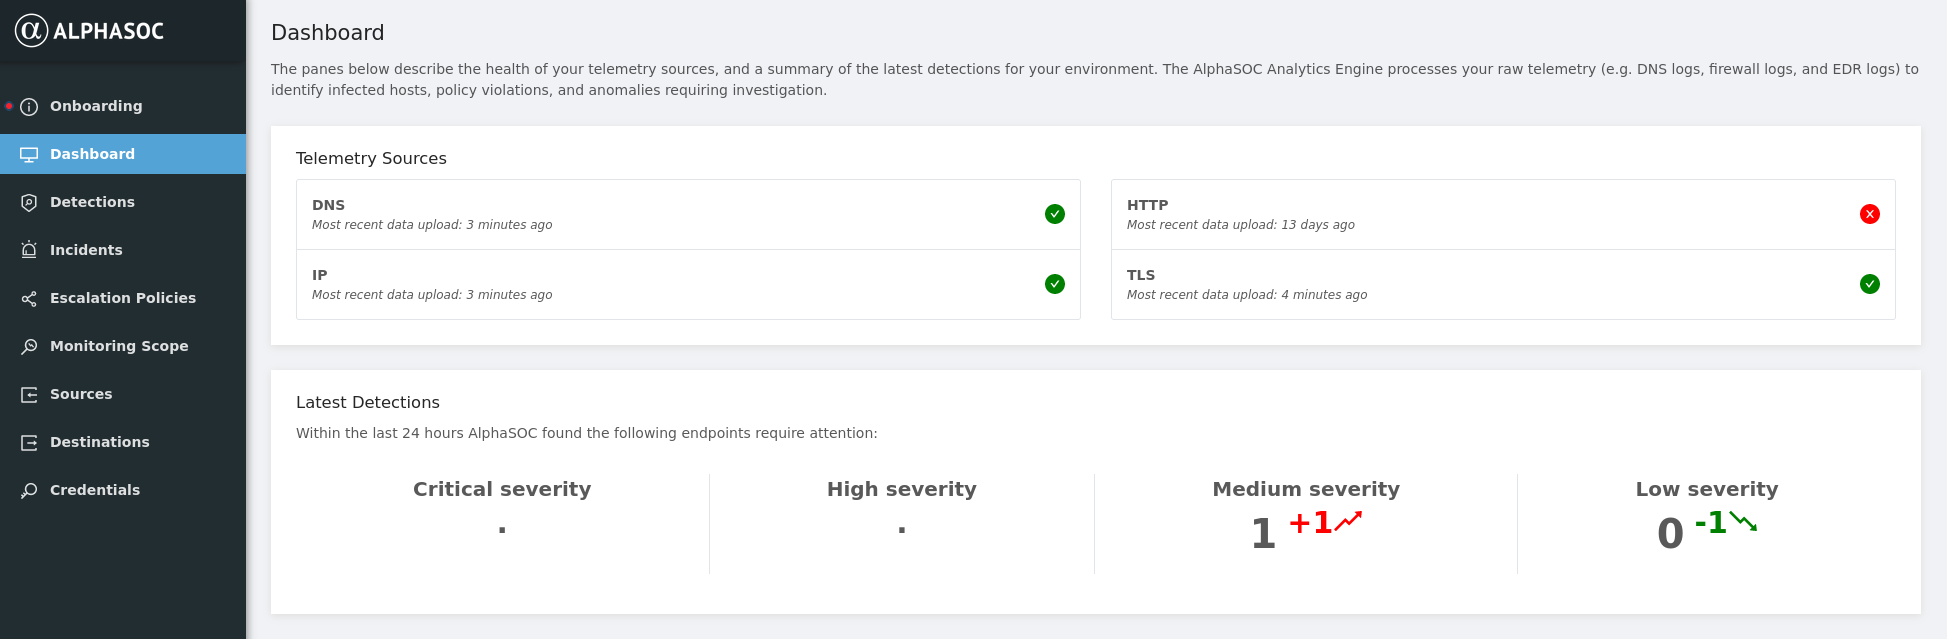 ALPHASOC
Onboarding
Dashboard
Detections
Incidents
Escalation Policies
Monitoring Scope
Sources
Destinations
Credentials
Dashboard
The panes below describe the health of your telemetry sources, and a summary of the latest detections for your environment. The AlphaSOC Analytics Engine processes your raw telemetry (e.g. DNS logs, firewall logs, and EDR logs) to
identify infected hosts, policy violations, and anomalies requiring investigation.
Telemetry Sources
DNS
Most recent data upload: 3 minutes ago
HTTP
Most recent data upload: 13 days ago
IP
Most recent data upload: 3 minutes ago
TLS
Most recent data upload: 4 minutes ago
Latest Detections
Within the last 24 hours AlphaSOC found the following endpoints require attention:
Critical severity
.
High severity
.
Medium severity
1 +1
Low severity
0 -1